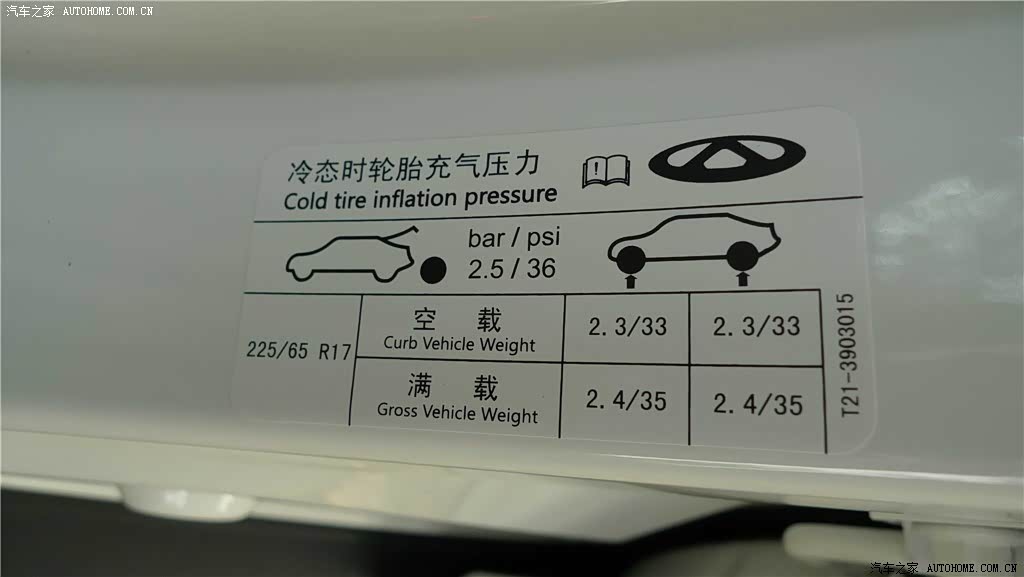 汽车之家 AUTOHOME.COM.CN
冷态时轮胎充气压力
Cold tire inflation pressure
bar / psi
2.5 / 36
225/65 R17
空 载
Curb Vehicle Weight
2.3/33
2.3/33
满 载
Gross Vehicle Weight
2.4/35
2.4/35
T21-3903015
汽车之家 AUTOHOME.COM.CN